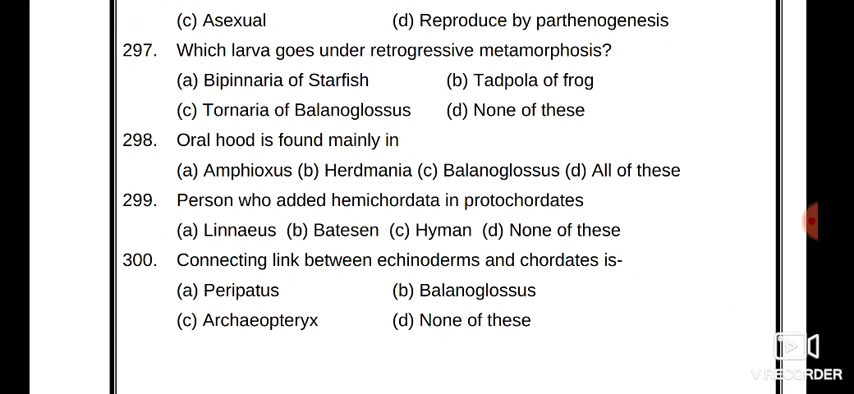 (c) Asexual (d) Reproduce by parthenogenesis
297. Which larva goes under retrogressive metamorphosis?
(a) Bipinnaria of Starfish (b) Tadpola of frog
(c) Tornaria of Balanoglossus (d) None of these
298. Oral hood is found mainly in
(a) Amphioxus (b) Herdmania (c) Balanoglossus (d) All of these
299. Person who added hemichordata in protochordates
(a) Linnaeus (b) Batesen (c) Hyman (d) None of these
300. Connecting link between echinoderms and chordates is-
(a) Peripatus (b) Balanoglossus
(c) Archaeopteryx (d) None of these
V RECORDER